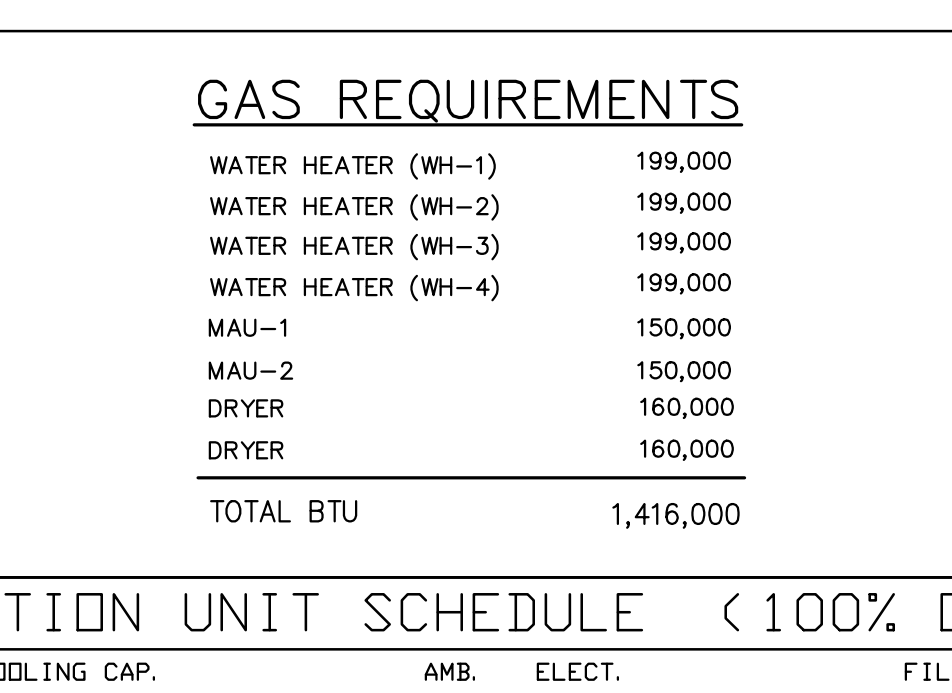 GAS REQUIREMENTS
WATER HEATER (WH-1) 199,000
WATER HEATER (WH-2) 199,000
WATER HEATER (WH-3) 199,000
WATER HEATER (WH-4) 199,000
MAU-1 150,000
MAU-2 150,000
DRYER 160,000
DRYER 160,000
TOTAL BTU 1,416,000
TION UNIT SCHEDULE (100%
OOLING CAP. AMB. ELECT. FIL